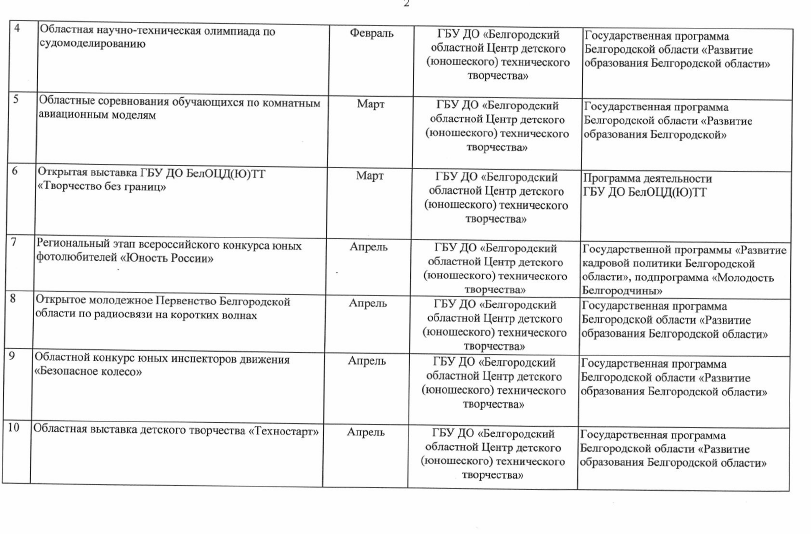 2
4
Областная научно-техническая олимпиада по
судомоделированию
Февраль
ГБУ ДО «Белгородский
областной Центр детского
(юношеского) технического
творчества»
Государственная программа
Белгородской области «Развитие
образования Белгородской области»
5
Областные соревнования обучающихся по комнатным
авиационным моделям
Март
ГБУ ДО «Белгородский
областной Центр детского
(юношеского) технического
творчества»
Государственная программа
Белгородской области «Развитие
образования Белгородской»
6
Открытая выставка ГБУ ДО БелОЦД(Ю)ТТ
«Творчество без границ»
Март
ГБУ ДО «Белгородский
областной Центр детского
(юношеского) технического
творчества»
Программа деятельности
ГБУ ДО БелОЦД(Ю)ТТ
7
Региональный этап всероссийского конкурса юных
фотолюбителей «Юность России»
Апрель
ГБУ ДО «Белгородский
областной Центр детского
(юношеского) технического
творчества»
Государственной программы «Развитие
кадровой политики Белгородской
области», подпрограмма «Молодость
Белгородчины»
8
Открытое молодежное Первенство Белгородской
области по радиосвязи на коротких волнах
Апрель
ГБУ ДО «Белгородский
областной Центр детского
(юношеского) технического
творчества»
Государственная программа
Белгородской области «Развитие
образования Белгородской области»
9
Областной конкурс юных инспекторов движения
«Безопасное колесо»
Апрель
ГБУ ДО «Белгородский
областной Центр детского
(юношеского) технического
творчества»
Государственная программа
Белгородской области «Развитие
образования Белгородской области»
10
Областная выставка детского творчества «Техностарт»
Апрель
ГБУ ДО «Белгородский
областной Центр детского
(юношеского) технического
творчества»
Государственная программа
Белгородской области «Развитие
образования Белгородской области»